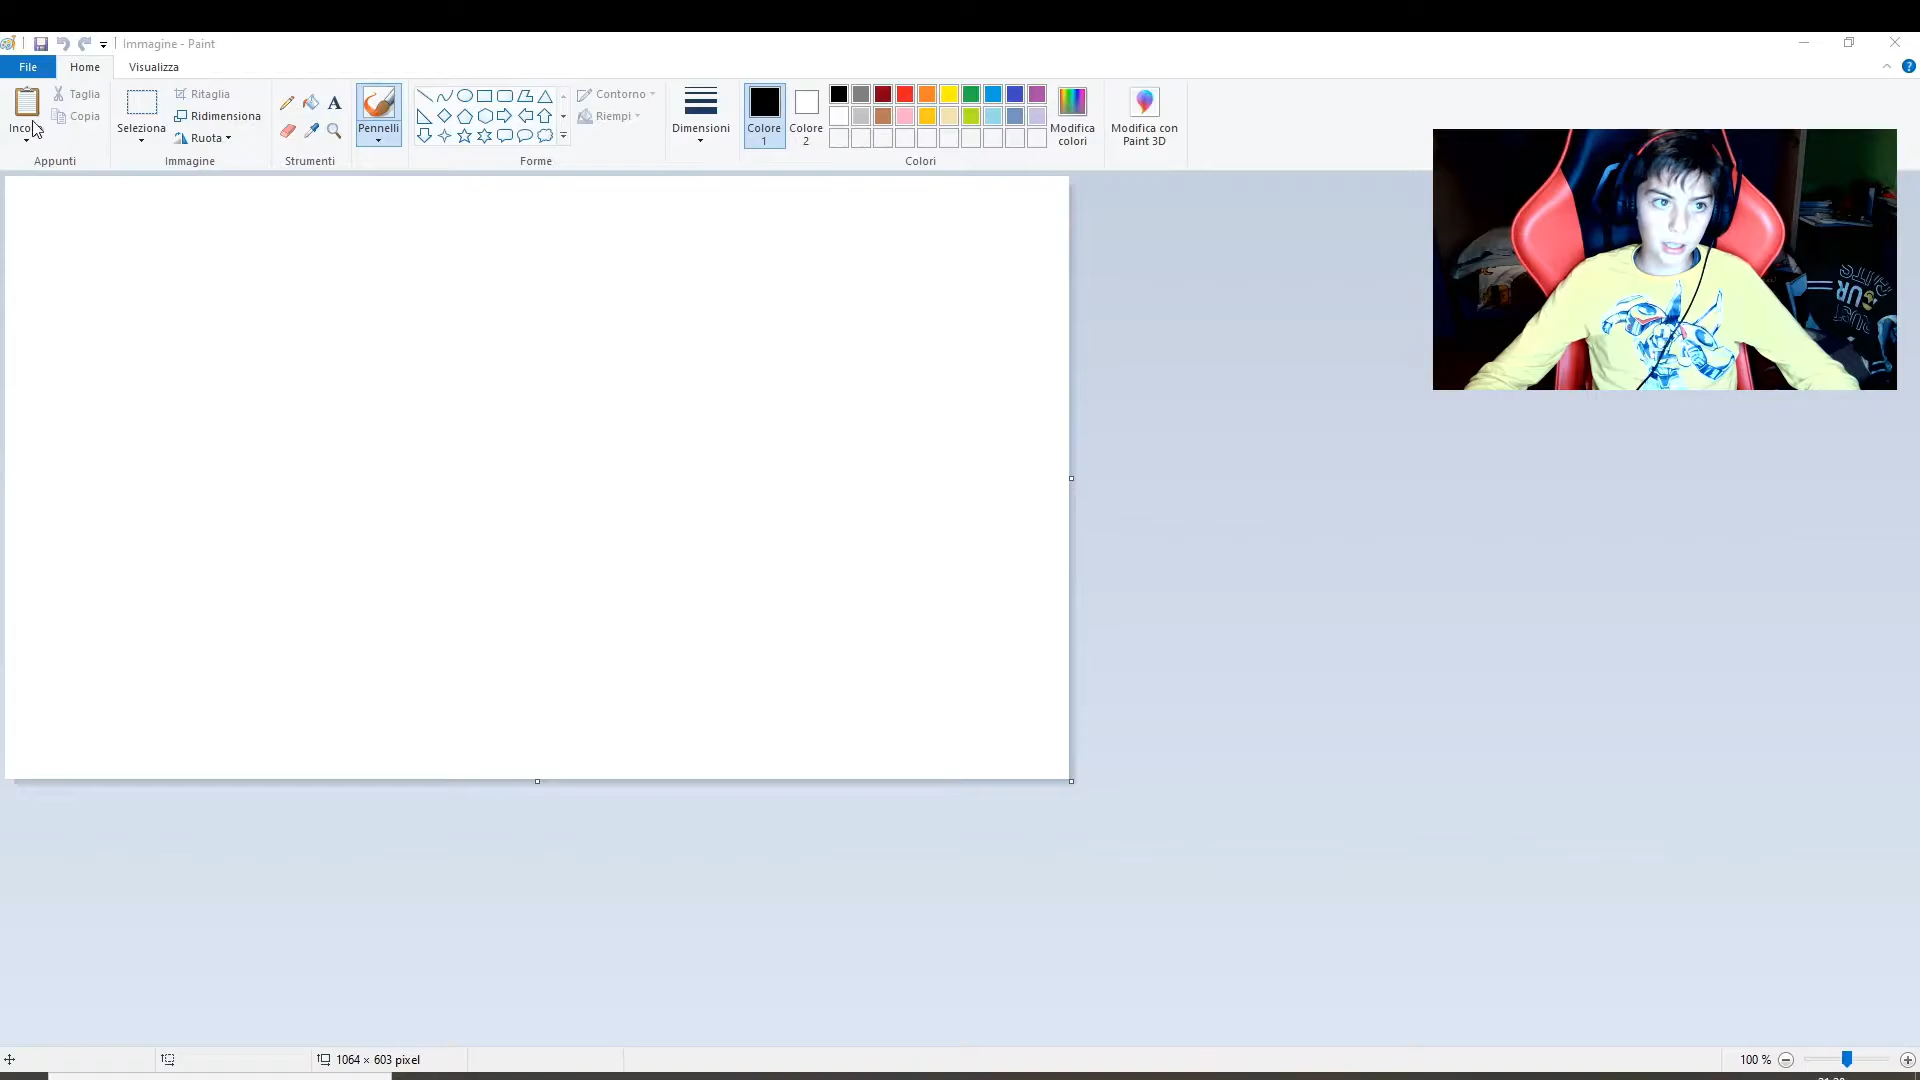 Immagine - Paint
File Home Visualizza
Taglia
Copia
Appunti
Seleziona
Ritaglia
Ridimensiona
Ruota
Immagine
A
Strumenti
Pennelli
Contorno
Riempi
Forme
Dimensioni
Colore
1
Colore
2
Modifica
colori
Colori
Modifica con
Paint 3D
1064 × 603 pixel
100 %